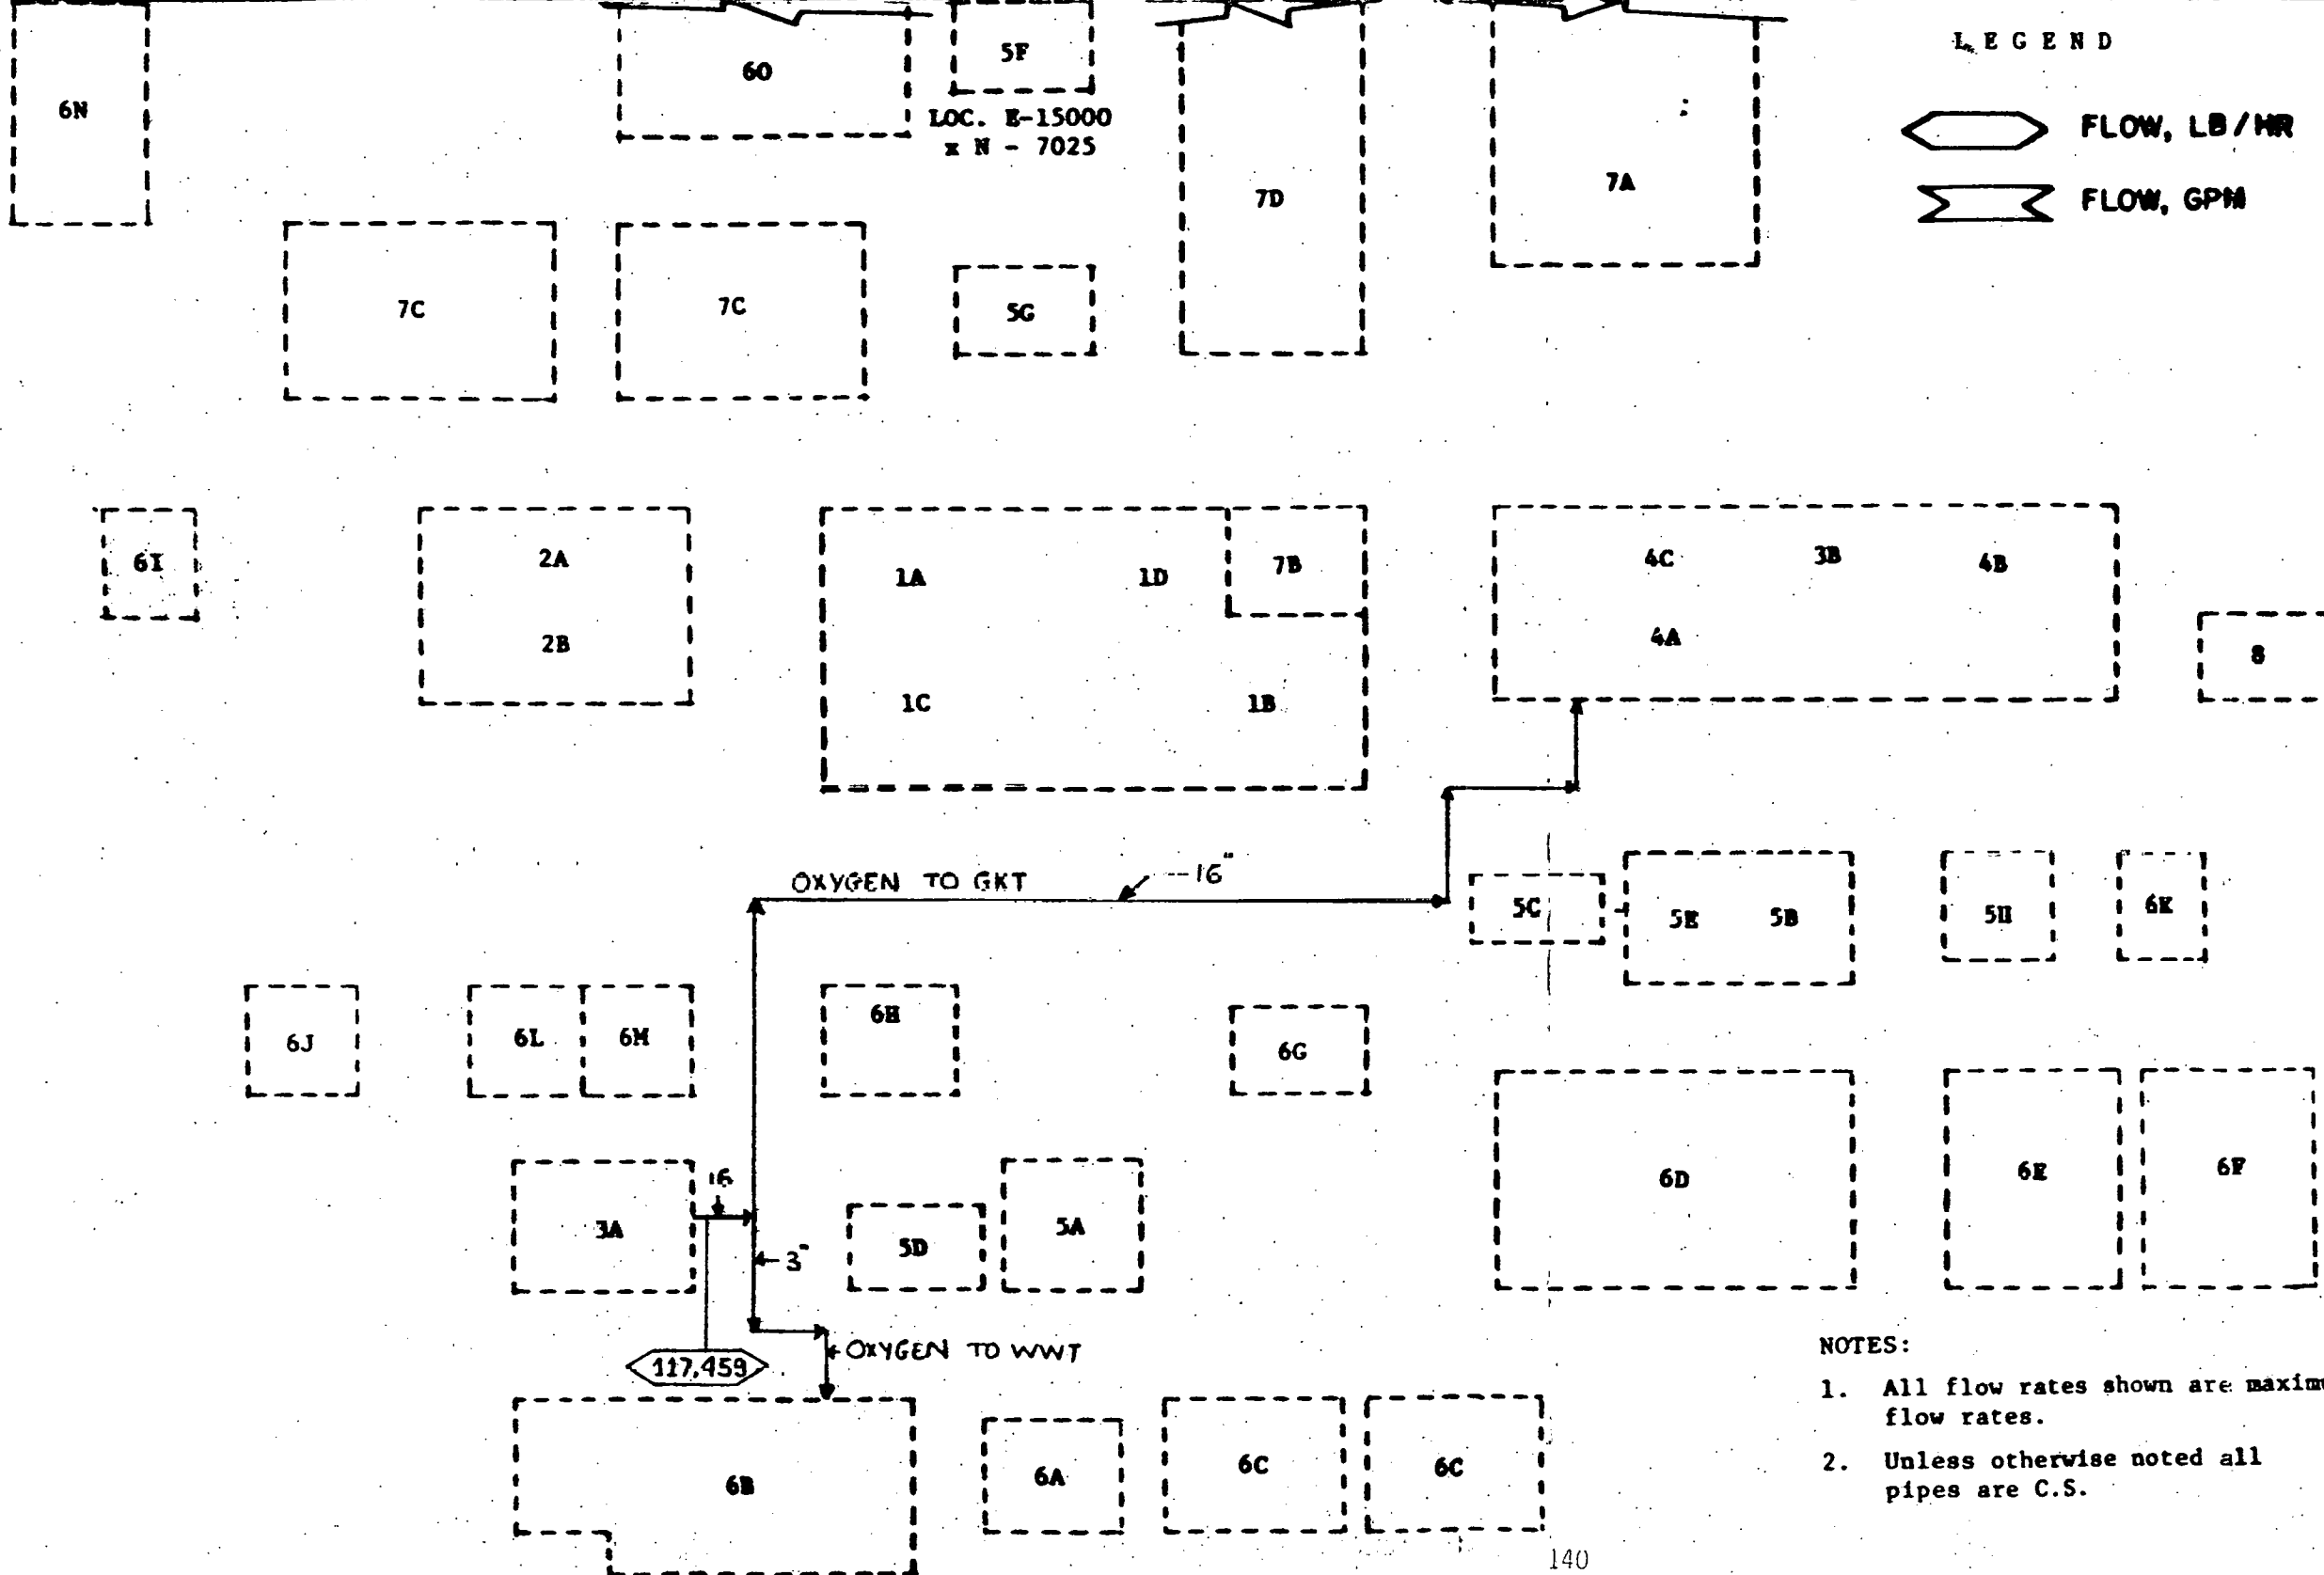 L E G E N D
FLOW, LB/HR
FLOW, GPM
6N
6O
5F
LOC. E-15000
x N - 7025
7D
7A
7C
7C
5G
6I
2A
2B
1A
1D
7B
1C
1B
4C
3B
4B
4A
8
OXYGEN TO GKT
16"
5C
5E
5B
5H
6K
6J
6L
6M
6H
6G
3A
16
3"
5D
5A
6D
6E
6F
117,459
OXYGEN TO WWT
6B
6A
6C
6C
NOTES:
1. All flow rates shown are maximu
flow rates.
2. Unless otherwise noted all
pipes are C.S.
140